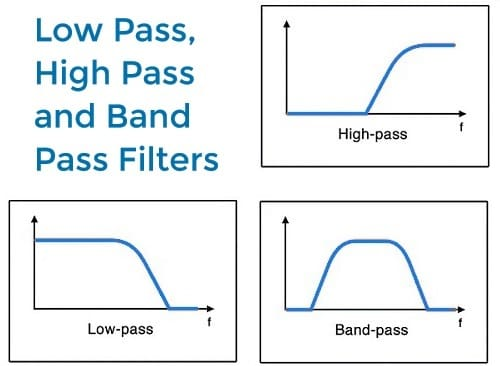 Low Pass,
High Pass
and Band
Pass Filters
f
High-pass
f
Low-pass
f
Band-pass